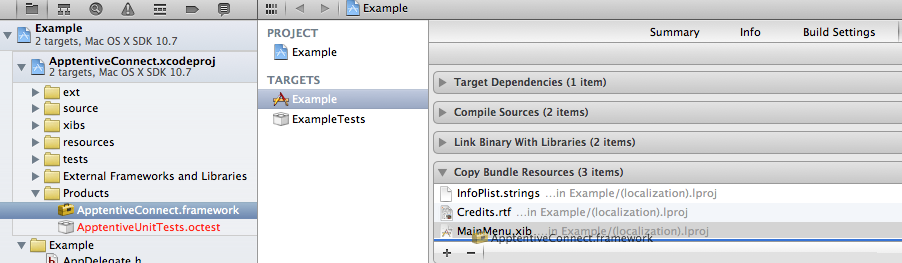 Example
2 targets, Mac OS X SDK 10.7
ApptentiveConnect.xcodeproj
2 targets, Mac OS X SDK 10.7
ext
source
xibs
resources
tests
External Frameworks and Libraries
Products
ApptentiveConnect.framework
ApptentiveUnitTests.octest
Example
AppDelegate.h
Example
PROJECT
Example
TARGETS
Example
ExampleTests
Summary Info Build Settings
Target Dependencies (1 item)
Compile Sources (2 items)
Link Binary With Libraries (2 items)
Copy Bundle Resources (3 items)
InfoPlist.strings ...in Example/(localization).lproj
Credits.rtf ...in Example/(localization).lproj
MainMenu.xib ...in Example/(localization).lproj
ApptentiveConnect.framework